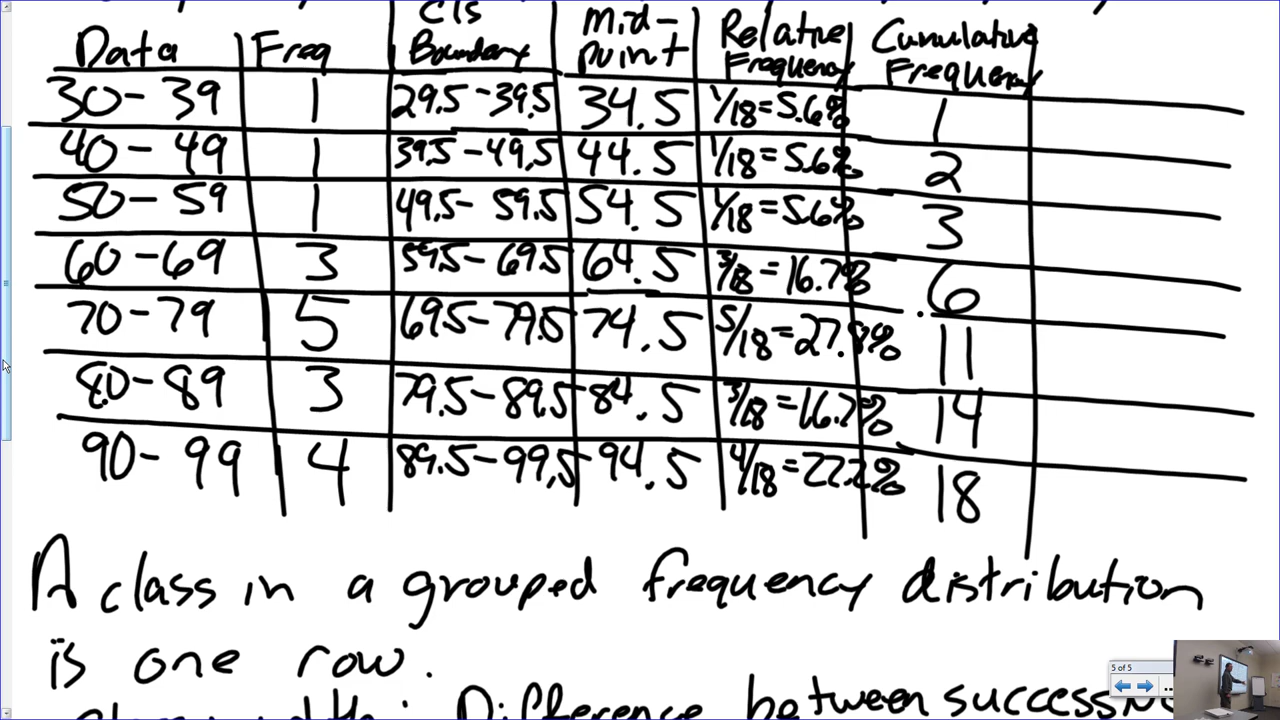 Cls Mid- Relative Cumulative
Data Freq Boundary point Frequency Frequency
30-39 1 29.5-39.5 34.5 1/18=5.6% 1
40-49 1 39.5-49.5 44.5 1/18=5.6% 2
50-59 1 49.5-59.5 54.5 1/18=5.6% 3
60-69 3 59.5-69.5 64.5 3/18=16.7% 6
70-79 5 69.5-79.5 74.5 5/18=27.8% 11
80-89 3 79.5-89.5 84.5 3/18=16.7% 14
90-99 4 89.5-99.5 94.5 4/18=22.2% 18
A class in a grouped frequency distribution
is one row.
class width: Difference between success
5 of 5